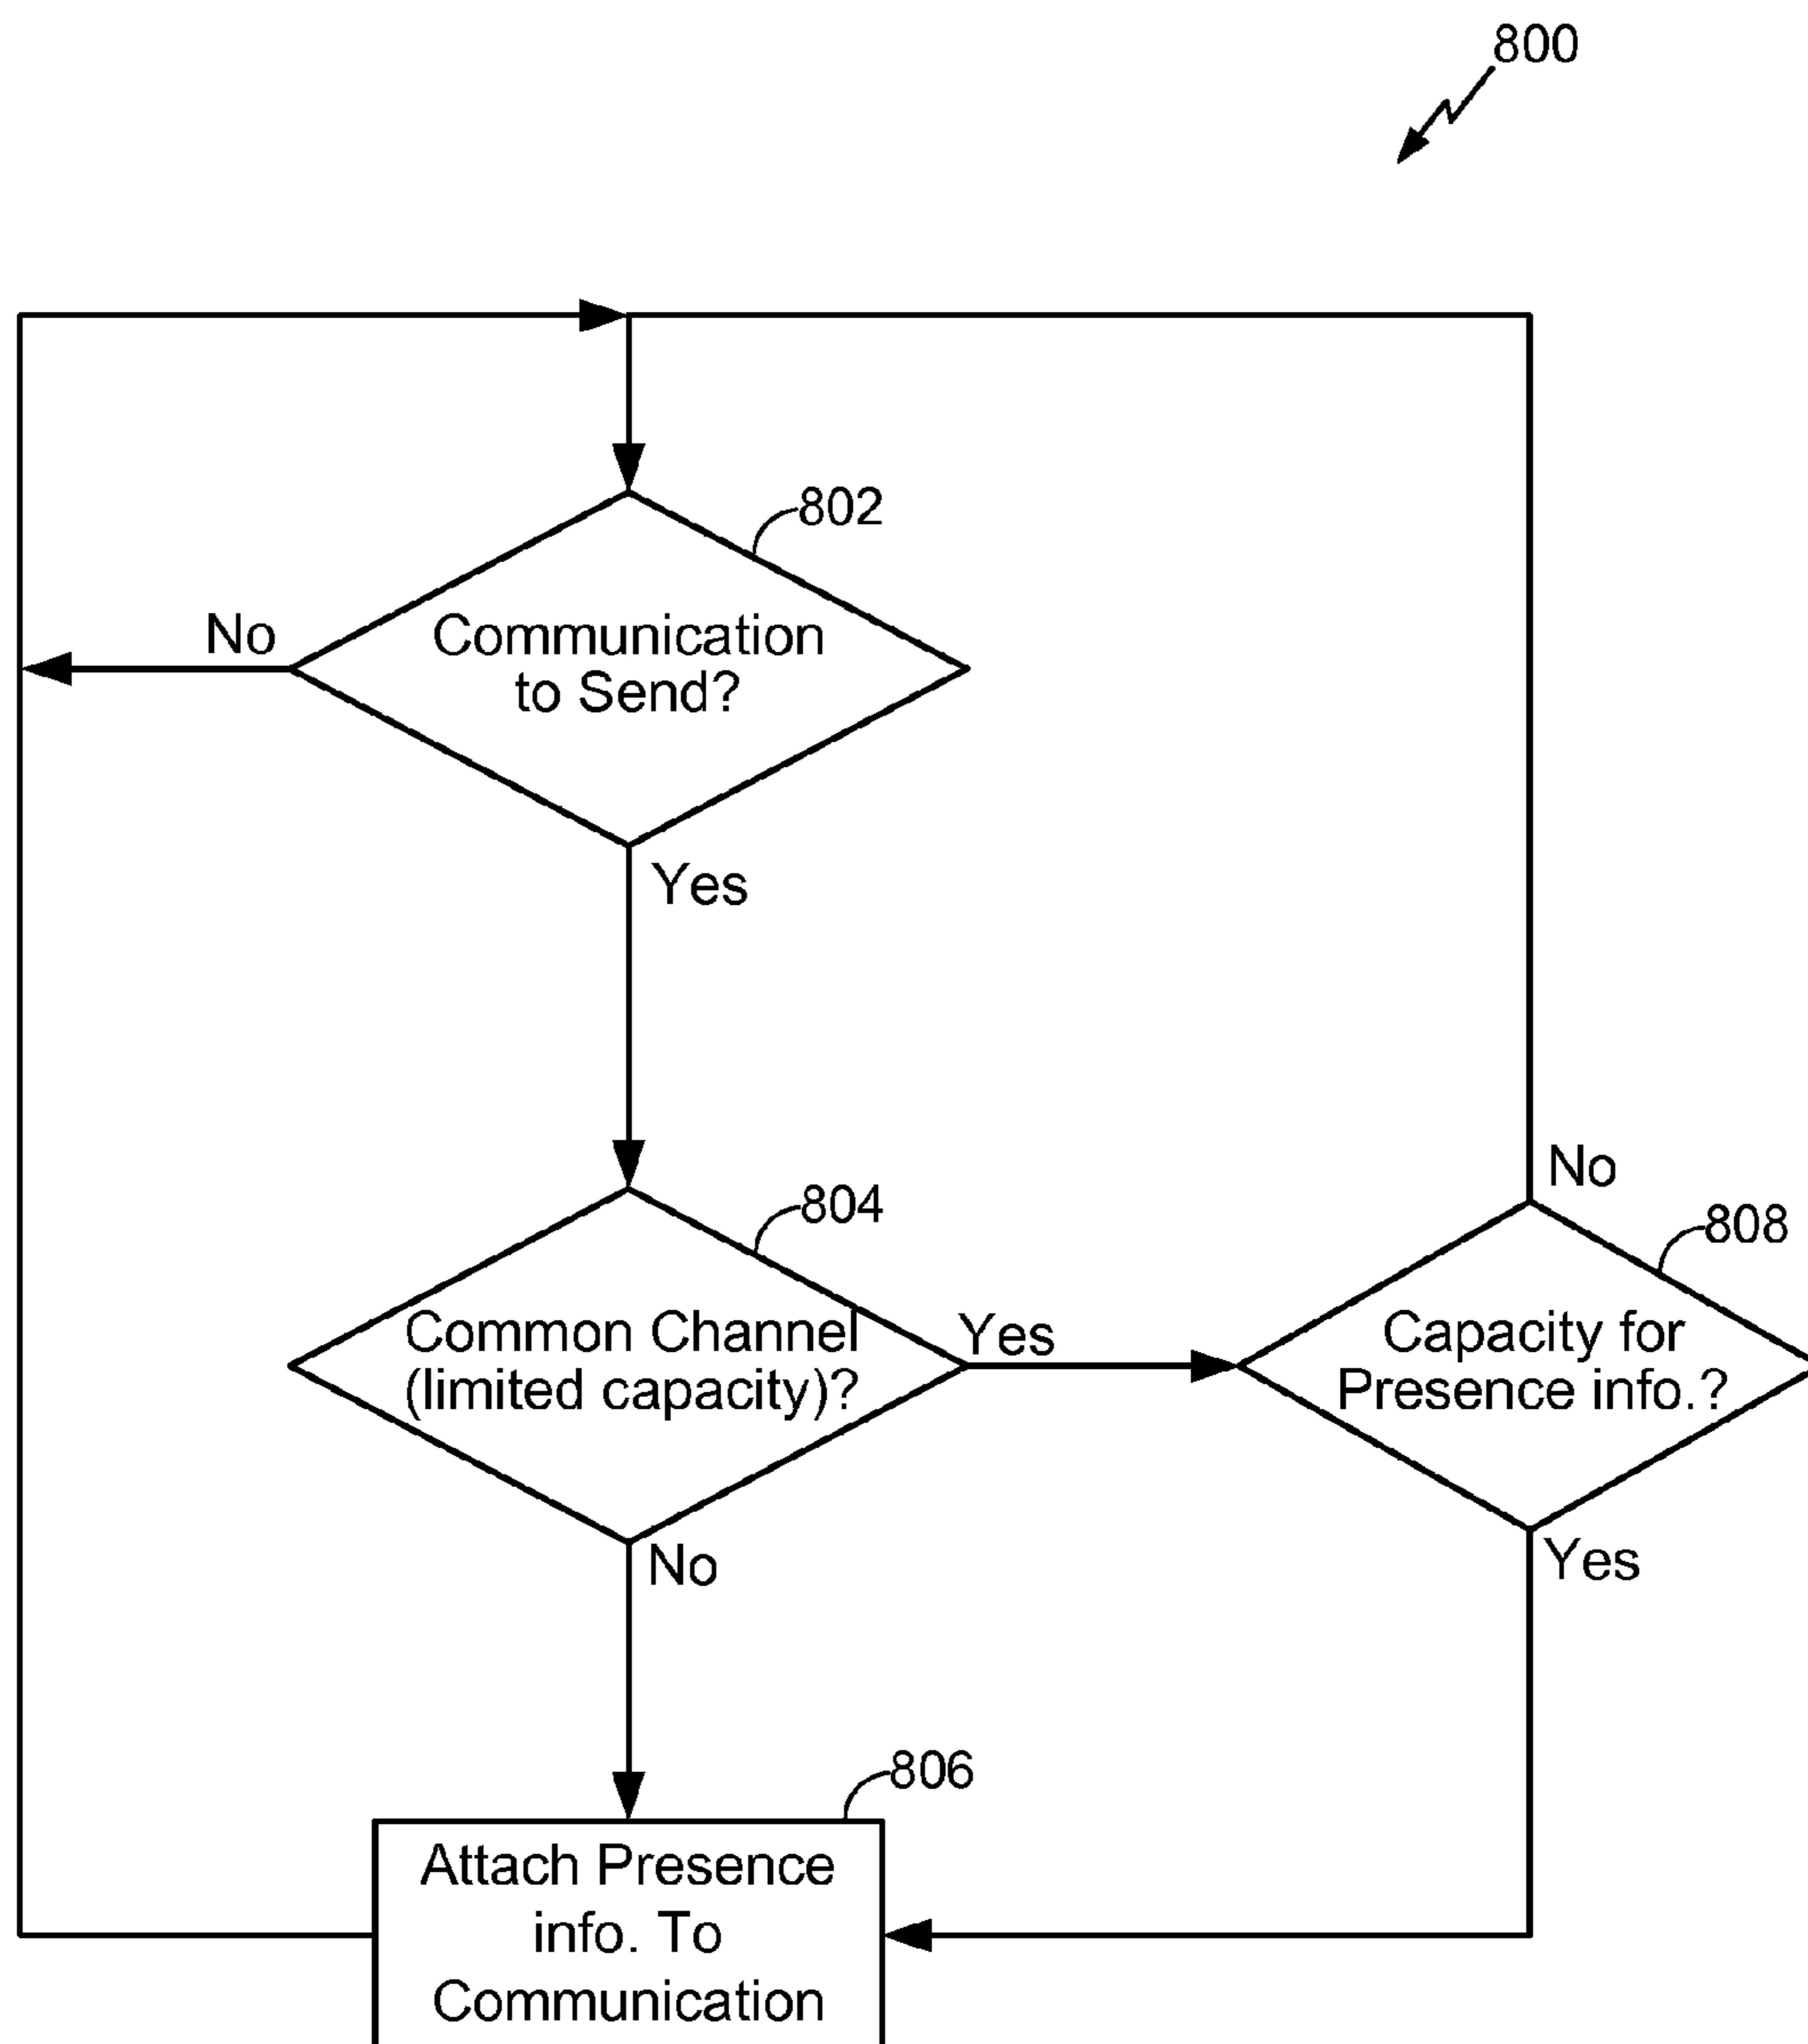 800
802
No
Communication
to Send?
Yes
804
No
808
Common Channel
(limited capacity)?
Yes
Capacity for
Presence info.?
No
Yes
806
Attach Presence
info. To
Communication